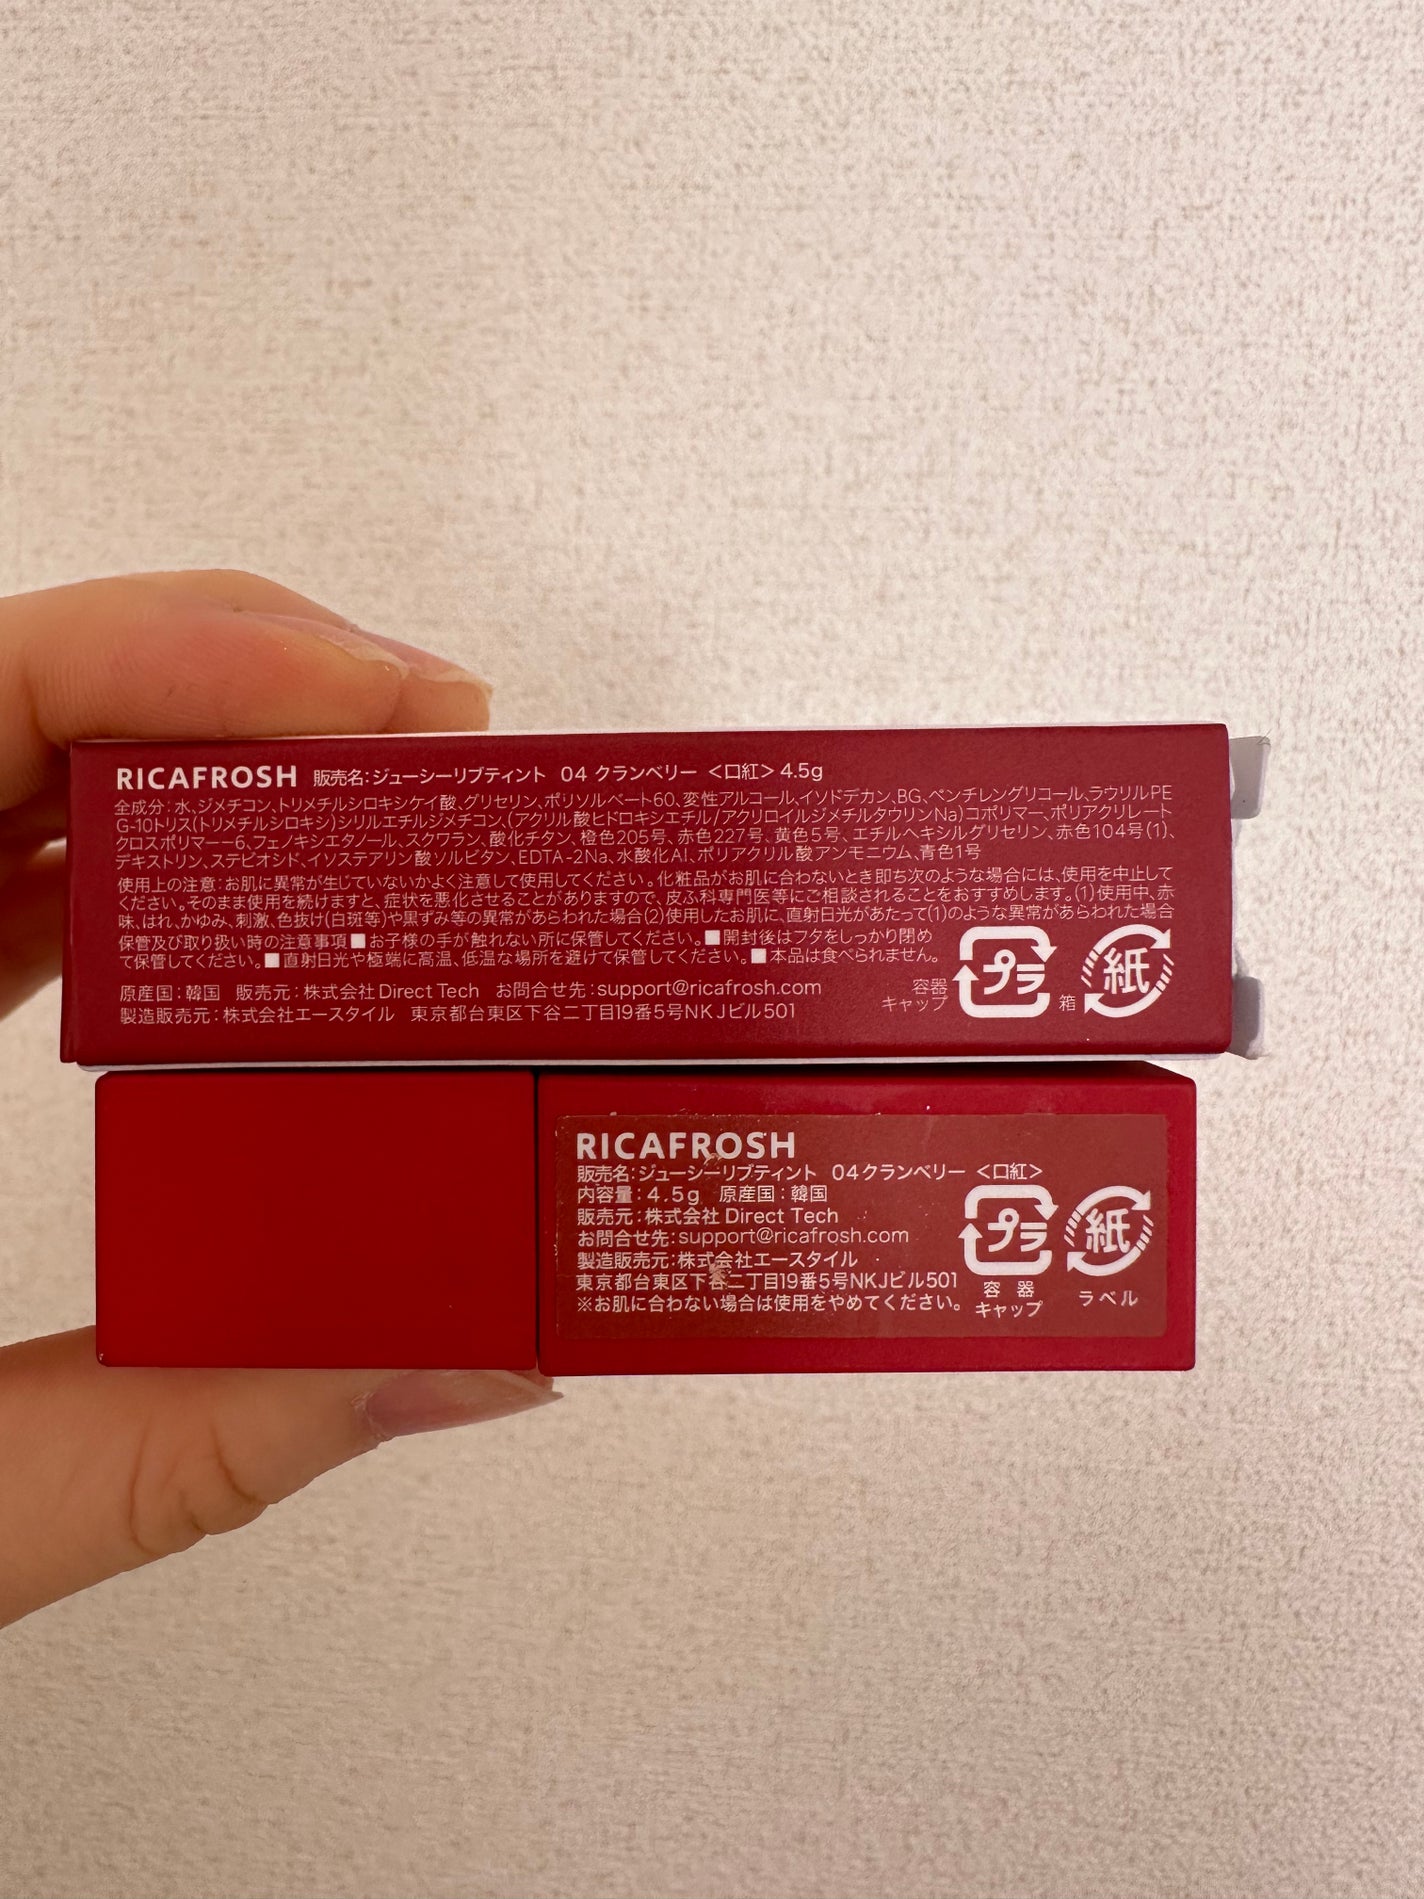 RICAFROSH 販売名:ジューシーリブティント 04 クランベリー <口紅> 4.5g
全成分:水、ジメチコン、トリメチルシロキシケイ酸、グリセリン、ポリソルベート60、変性アルコール、イソドデカン、BG、ペンチレングリコール、ラウリルPE
G-10トリス(トリメチルシロキシ)シリルエチルジメチコン、(アクリル酸ヒドロキシエチル/アクリロイルジメチルタウリンNa)コポリマー、ポリアクリレート
クロスポリマー-6、フェノキシエタノール、スクワラン、酸化チタン、橙色205号、赤色227号、黄色5号、エチルヘキシルグリセリン、赤色104号(1)、
デキストリン、ステビオシド、イソステアリン酸ソルビタン、EDTA-2Na、水酸化Al、ポリアクリル酸アンモニウム、青色1号
使用上の注意:お肌に異常が生じていないかよく注意して使用してください。化粧品がお肌に合わないとき即ち次のような場合には、使用を中止して
ください。そのまま使用を続けますと、症状を悪化させることがありますので、皮ふ科専門医等にご相談されることをおすすめします。(1)使用中、赤
味、はれ、かゆみ、刺激、色抜け(白斑等)や黒ずみ等の異常があらわれた場合(2)使用したお肌に、直射日光があたって(1)のような異常があらわれた場合
保管及び取り扱い時の注意事項■お子様の手が触れない所に保管してください。■開封後はフタをしっかり閉め
て保管してください。■直射日光や極端に高温、低温な場所を避けて保管してください。■本品は食べられません。
原産国:韓国 販売元:株式会社Direct Tech お問合せ先:support@ricafrosh.com
製造販売元:株式会社エースタイル 東京都台東区下谷二丁目19番5号NKJビル501
容器
キャップ
プラ
箱
紙
RICAFROSH
販売名:ジューシーリブティント 04クランベリー <口紅>
内容量:4.5g 原産国:韓国
販売元:株式会社 Direct Tech
お問合せ先:support@ricafrosh.com
製造販売元:株式会社エースタイル
東京都台東区下谷二丁目19番5号NKJビル501
※お肌に合わない場合は使用をやめてください。
プラ
容器
キャップ
紙
ラベル